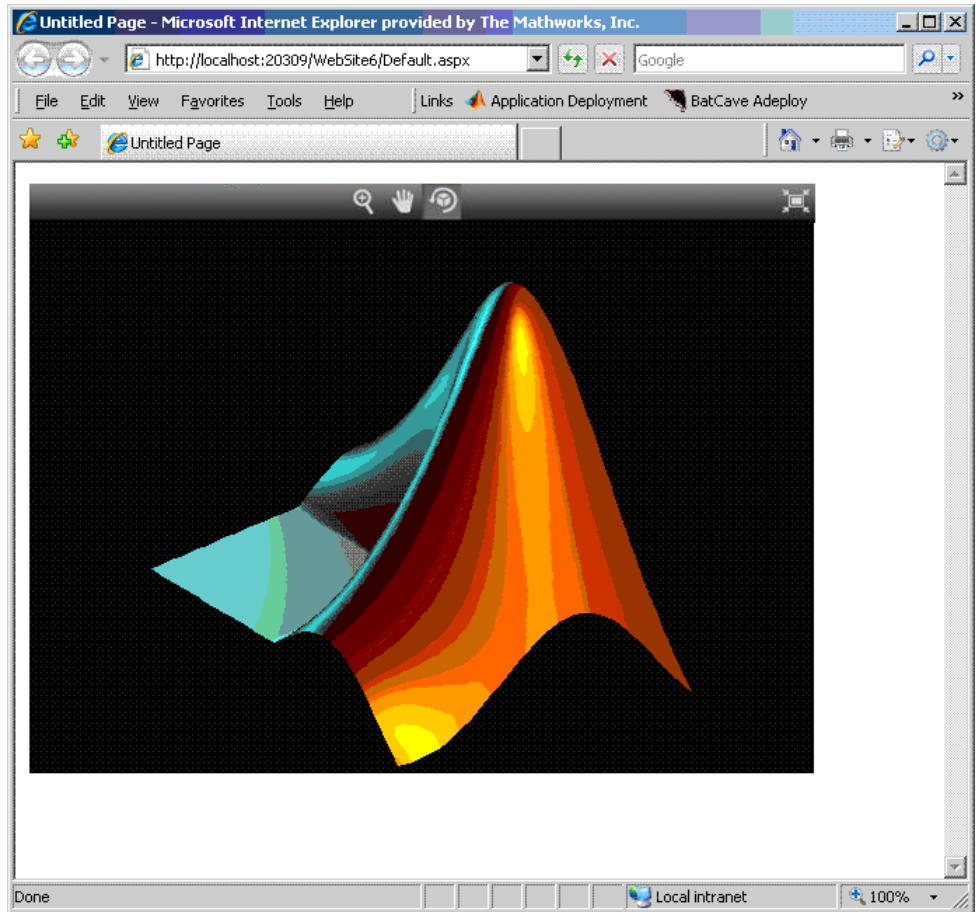 Untitled Page - Microsoft Internet Explorer provided by The Mathworks, Inc.
http://localhost:20309/WebSite6/Default.aspx
Google
File Edit View Favorites Tools Help Links Application Deployment BatCave Adeploy »
Untitled Page
Done Local intranet 100%